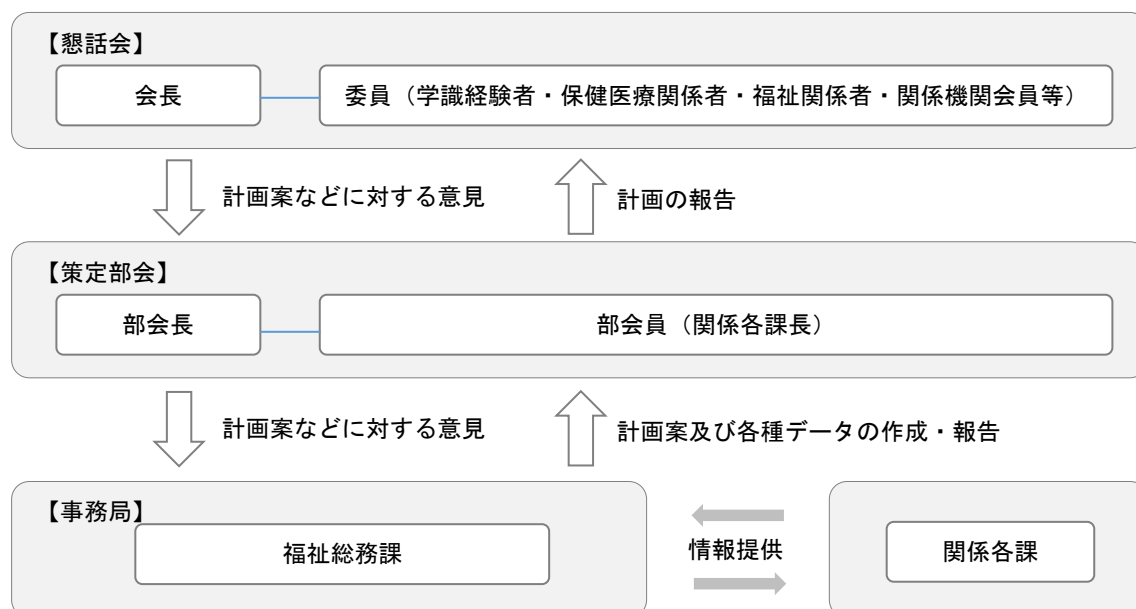 【懇話会】
会長
委員（学識経験者・保健医療関係者・福祉関係者・関係機関会員等）
計画案などに対する意見
計画の報告
【策定部会】
部会長
部会員（関係各課長）
計画案などに対する意見
計画案及び各種データの作成・報告
【事務局】
福祉総務課
情報提供
関係各課